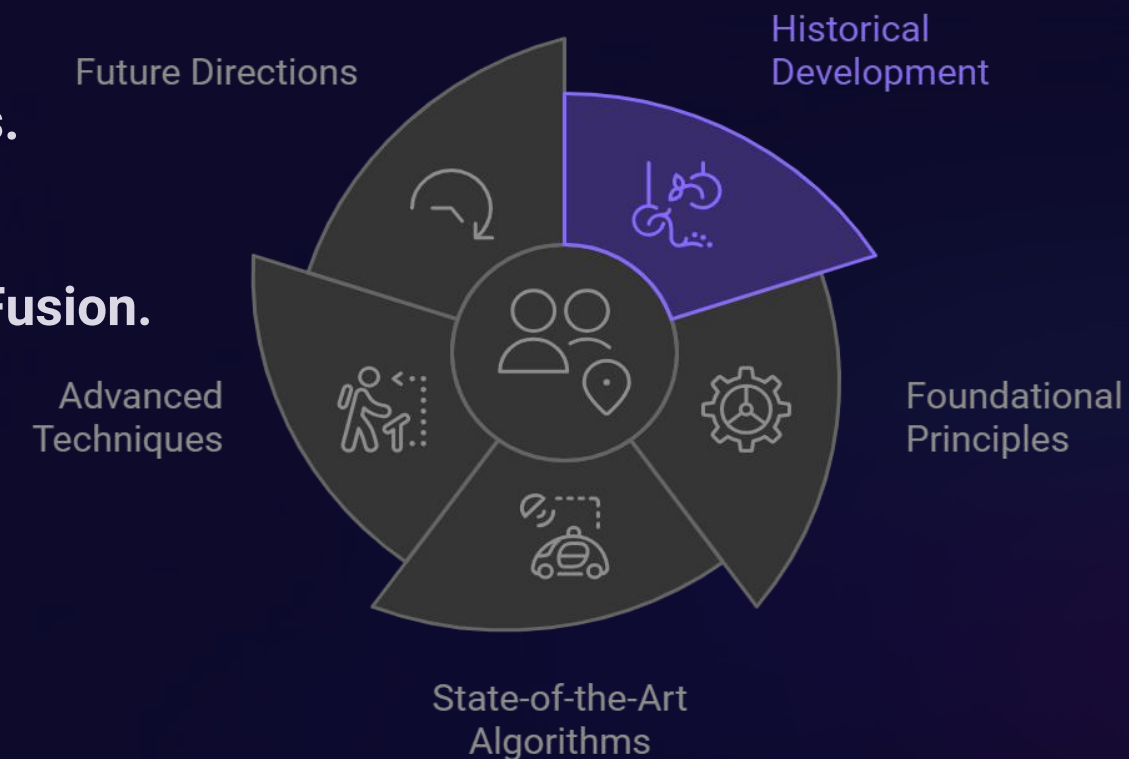 Historical
Development
Future Directions
s.
Fusion.
Advanced
Techniques
Foundational
Principles
State-of-the-Art
Algorithms